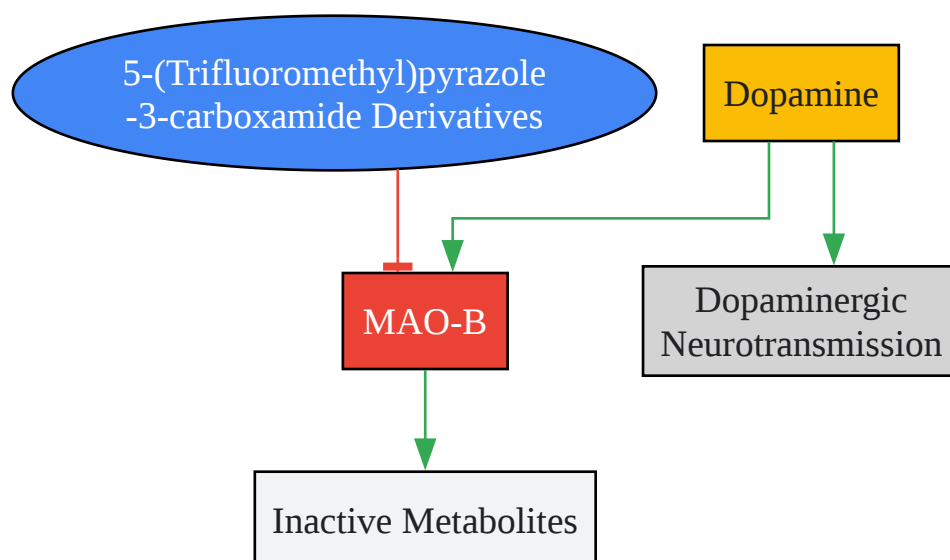 5-(Trifluoromethyl)pyrazole
-3-carboxamide Derivatives
Dopamine
MAO-B
Dopaminergic
Neurotransmission
Inactive Metabolites